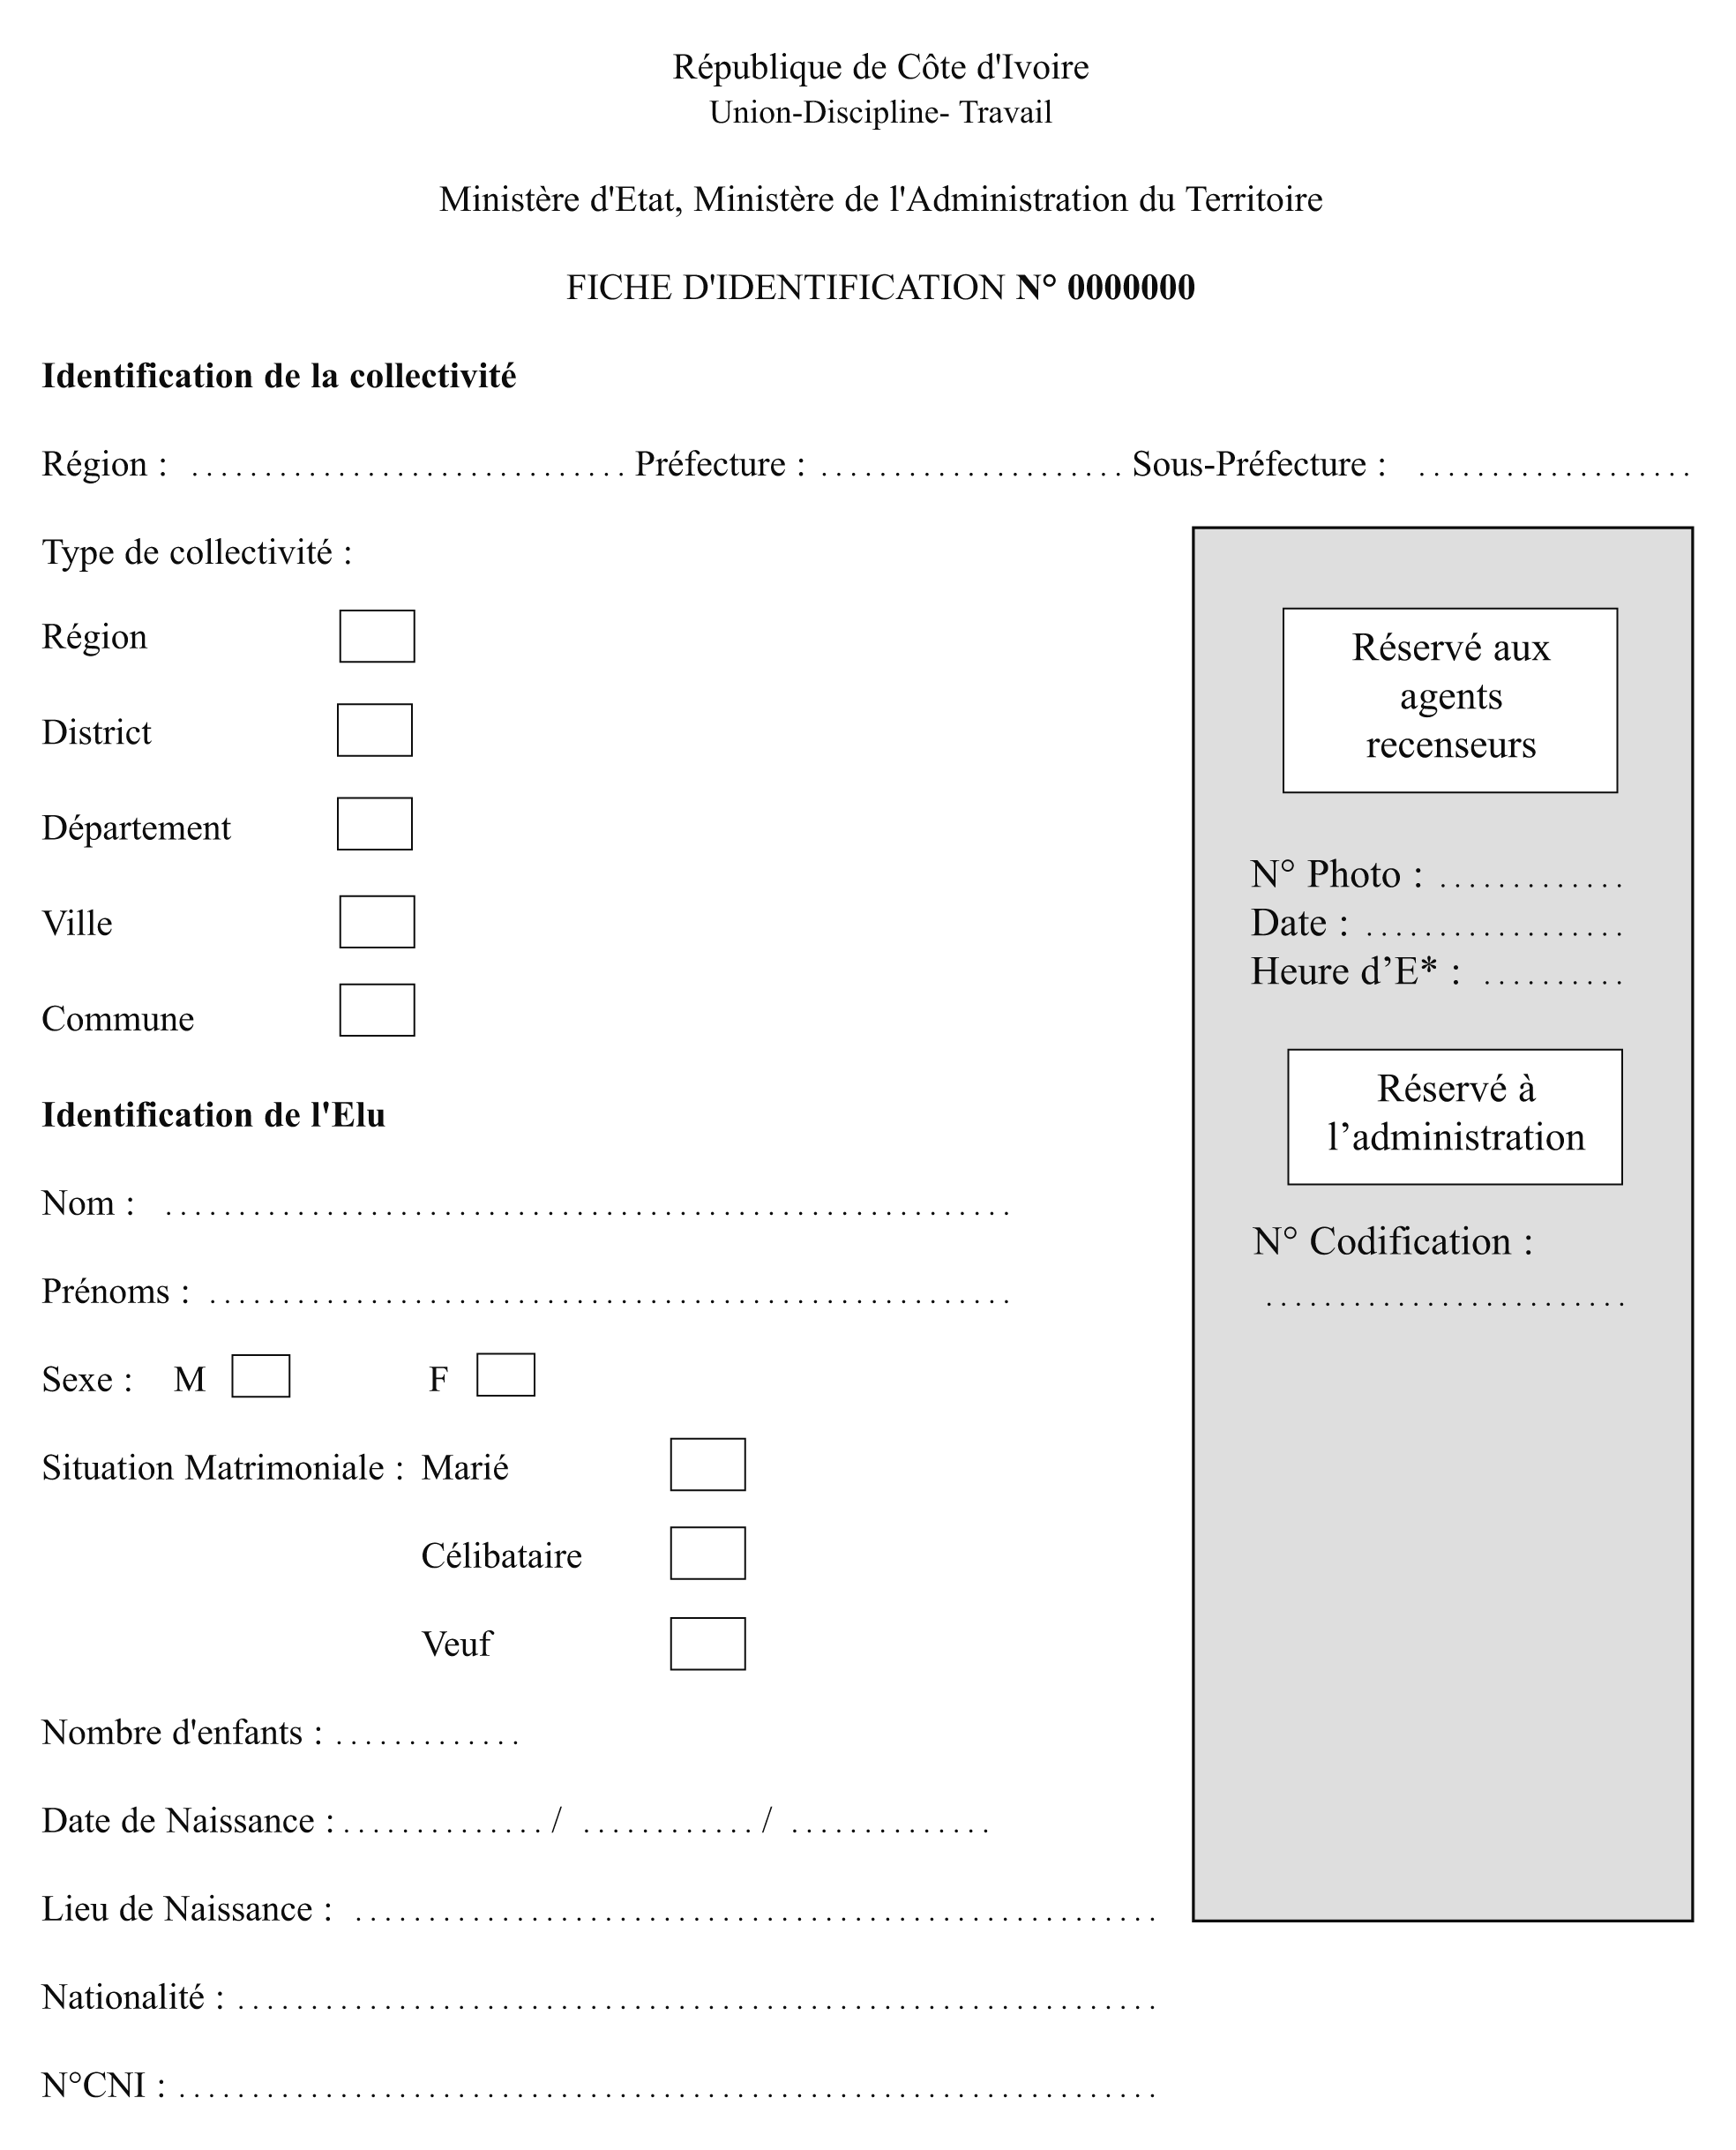 République de Côte d'Ivoire
Union-Discipline- Travail
Ministère d'Etat, Ministère de l'Administration du Territoire
FICHE D'IDENTIFICATION N° 0000000
Identification de la collectivité
Région : ............................. Préfecture : ..................... Sous-Préfecture : ...................
Type de collectivité :
Région
District
Département
Ville
Commune
Identification de l'Elu
Nom : ..........................................................
Prénoms : .......................................................
Sexe : M F
Situation Matrimoniale : Marié
Célibataire
Veuf
Nombre d'enfants : .............
Date de Naissance : .............. / ............ / ..............
Lieu de Naissance : .......................................................
Nationalité : ...............................................................
N°CNI : ...................................................................
Réservé aux
agents
recenseurs
N° Photo : .............
Date : ..................
Heure d’E* : ..........
Réservé à
l’administration
N° Codification :
.........................